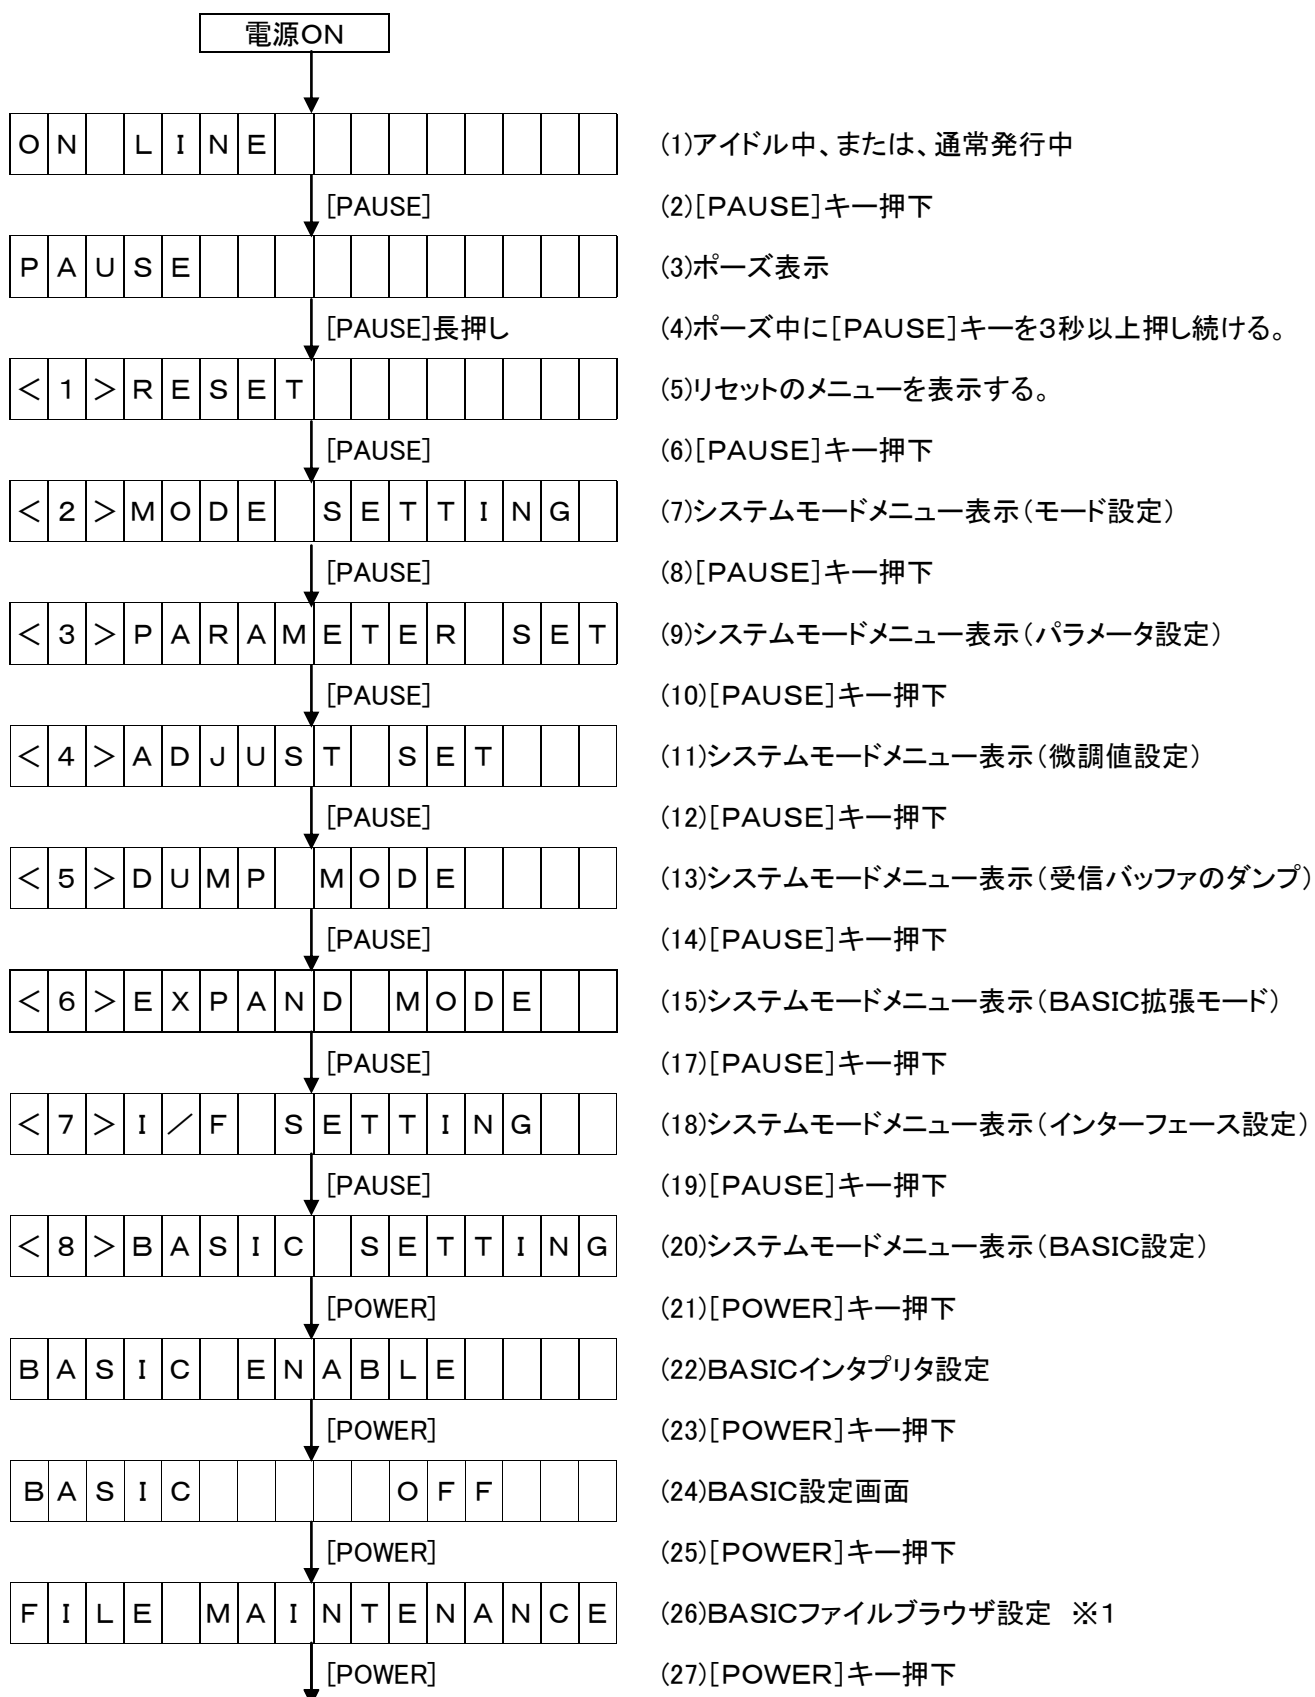 電源ON
ON LINE (1)アイドル中、または、通常発行中
[PAUSE] (2)[PAUSE]キー押下
PAUSE (3)ポーズ表示
[PAUSE]長押し (4)ポーズ中に[PAUSE]キーを3秒以上押し続ける。
<1>RESET (5)リセットのメニューを表示する。
[PAUSE] (6)[PAUSE]キー押下
<2>MODE SETTING (7)システムモードメニュー表示(モード設定)
[PAUSE] (8)[PAUSE]キー押下
<3>PARAMETER SET (9)システムモードメニュー表示(パラメータ設定)
[PAUSE] (10)[PAUSE]キー押下
<4>ADJUST SET (11)システムモードメニュー表示(微調値設定)
[PAUSE] (12)[PAUSE]キー押下
<5>DUMP MODE (13)システムモードメニュー表示(受信バッファのダンプ)
[PAUSE] (14)[PAUSE]キー押下
<6>EXPAND MODE (15)システムモードメニュー表示(BASIC拡張モード)
[PAUSE] (17)[PAUSE]キー押下
<7>I/F SETTING (18)システムモードメニュー表示(インターフェース設定)
[PAUSE] (19)[PAUSE]キー押下
<8>BASIC SETTING (20)システムモードメニュー表示(BASIC設定)
[POWER] (21)[POWER]キー押下
BASIC ENABLE (22)BASICインタプリタ設定
[POWER] (23)[POWER]キー押下
BASIC OFF (24)BASIC設定画面
[POWER] (25)[POWER]キー押下
FILE MAINTENANCE (26)BASICファイルブラウザ設定 ※1
[POWER] (27)[POWER]キー押下